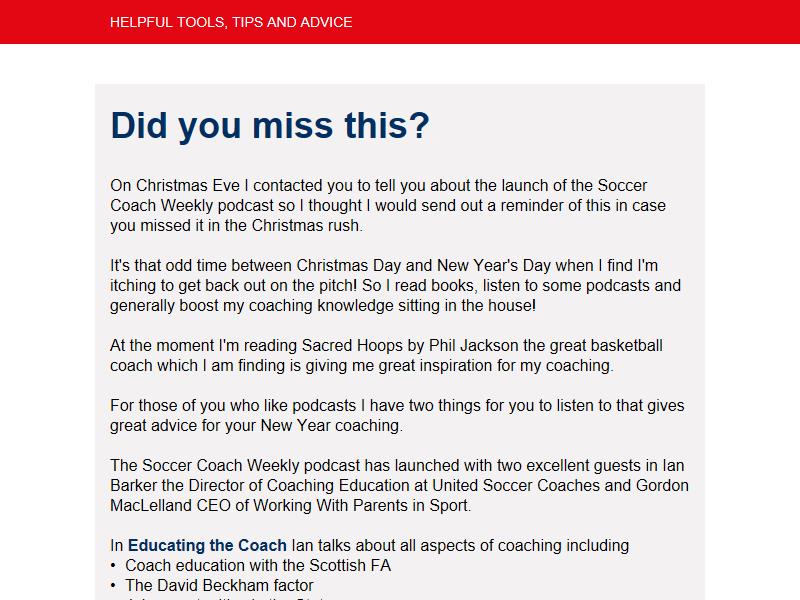 HELPFUL TOOLS, TIPS AND ADVICE
Did you miss this?
On Christmas Eve I contacted you to tell you about the launch of the Soccer
Coach Weekly podcast so I thought I would send out a reminder of this in case
you missed it in the Christmas rush.
It's that odd time between Christmas Day and New Year's Day when I find I'm
itching to get back out on the pitch! So I read books, listen to some podcasts and
generally boost my coaching knowledge sitting in the house!
At the moment I'm reading Sacred Hoops by Phil Jackson the great basketball
coach which I am finding is giving me great inspiration for my coaching.
For those of you who like podcasts I have two things for you to listen to that gives
great advice for your New Year coaching.
The Soccer Coach Weekly podcast has launched with two excellent guests in Ian
Barker the Director of Coaching Education at United Soccer Coaches and Gordon
MacLelland CEO of Working With Parents in Sport.
In Educating the Coach Ian talks about all aspects of coaching including
• Coach education with the Scottish FA
• The David Beckham factor